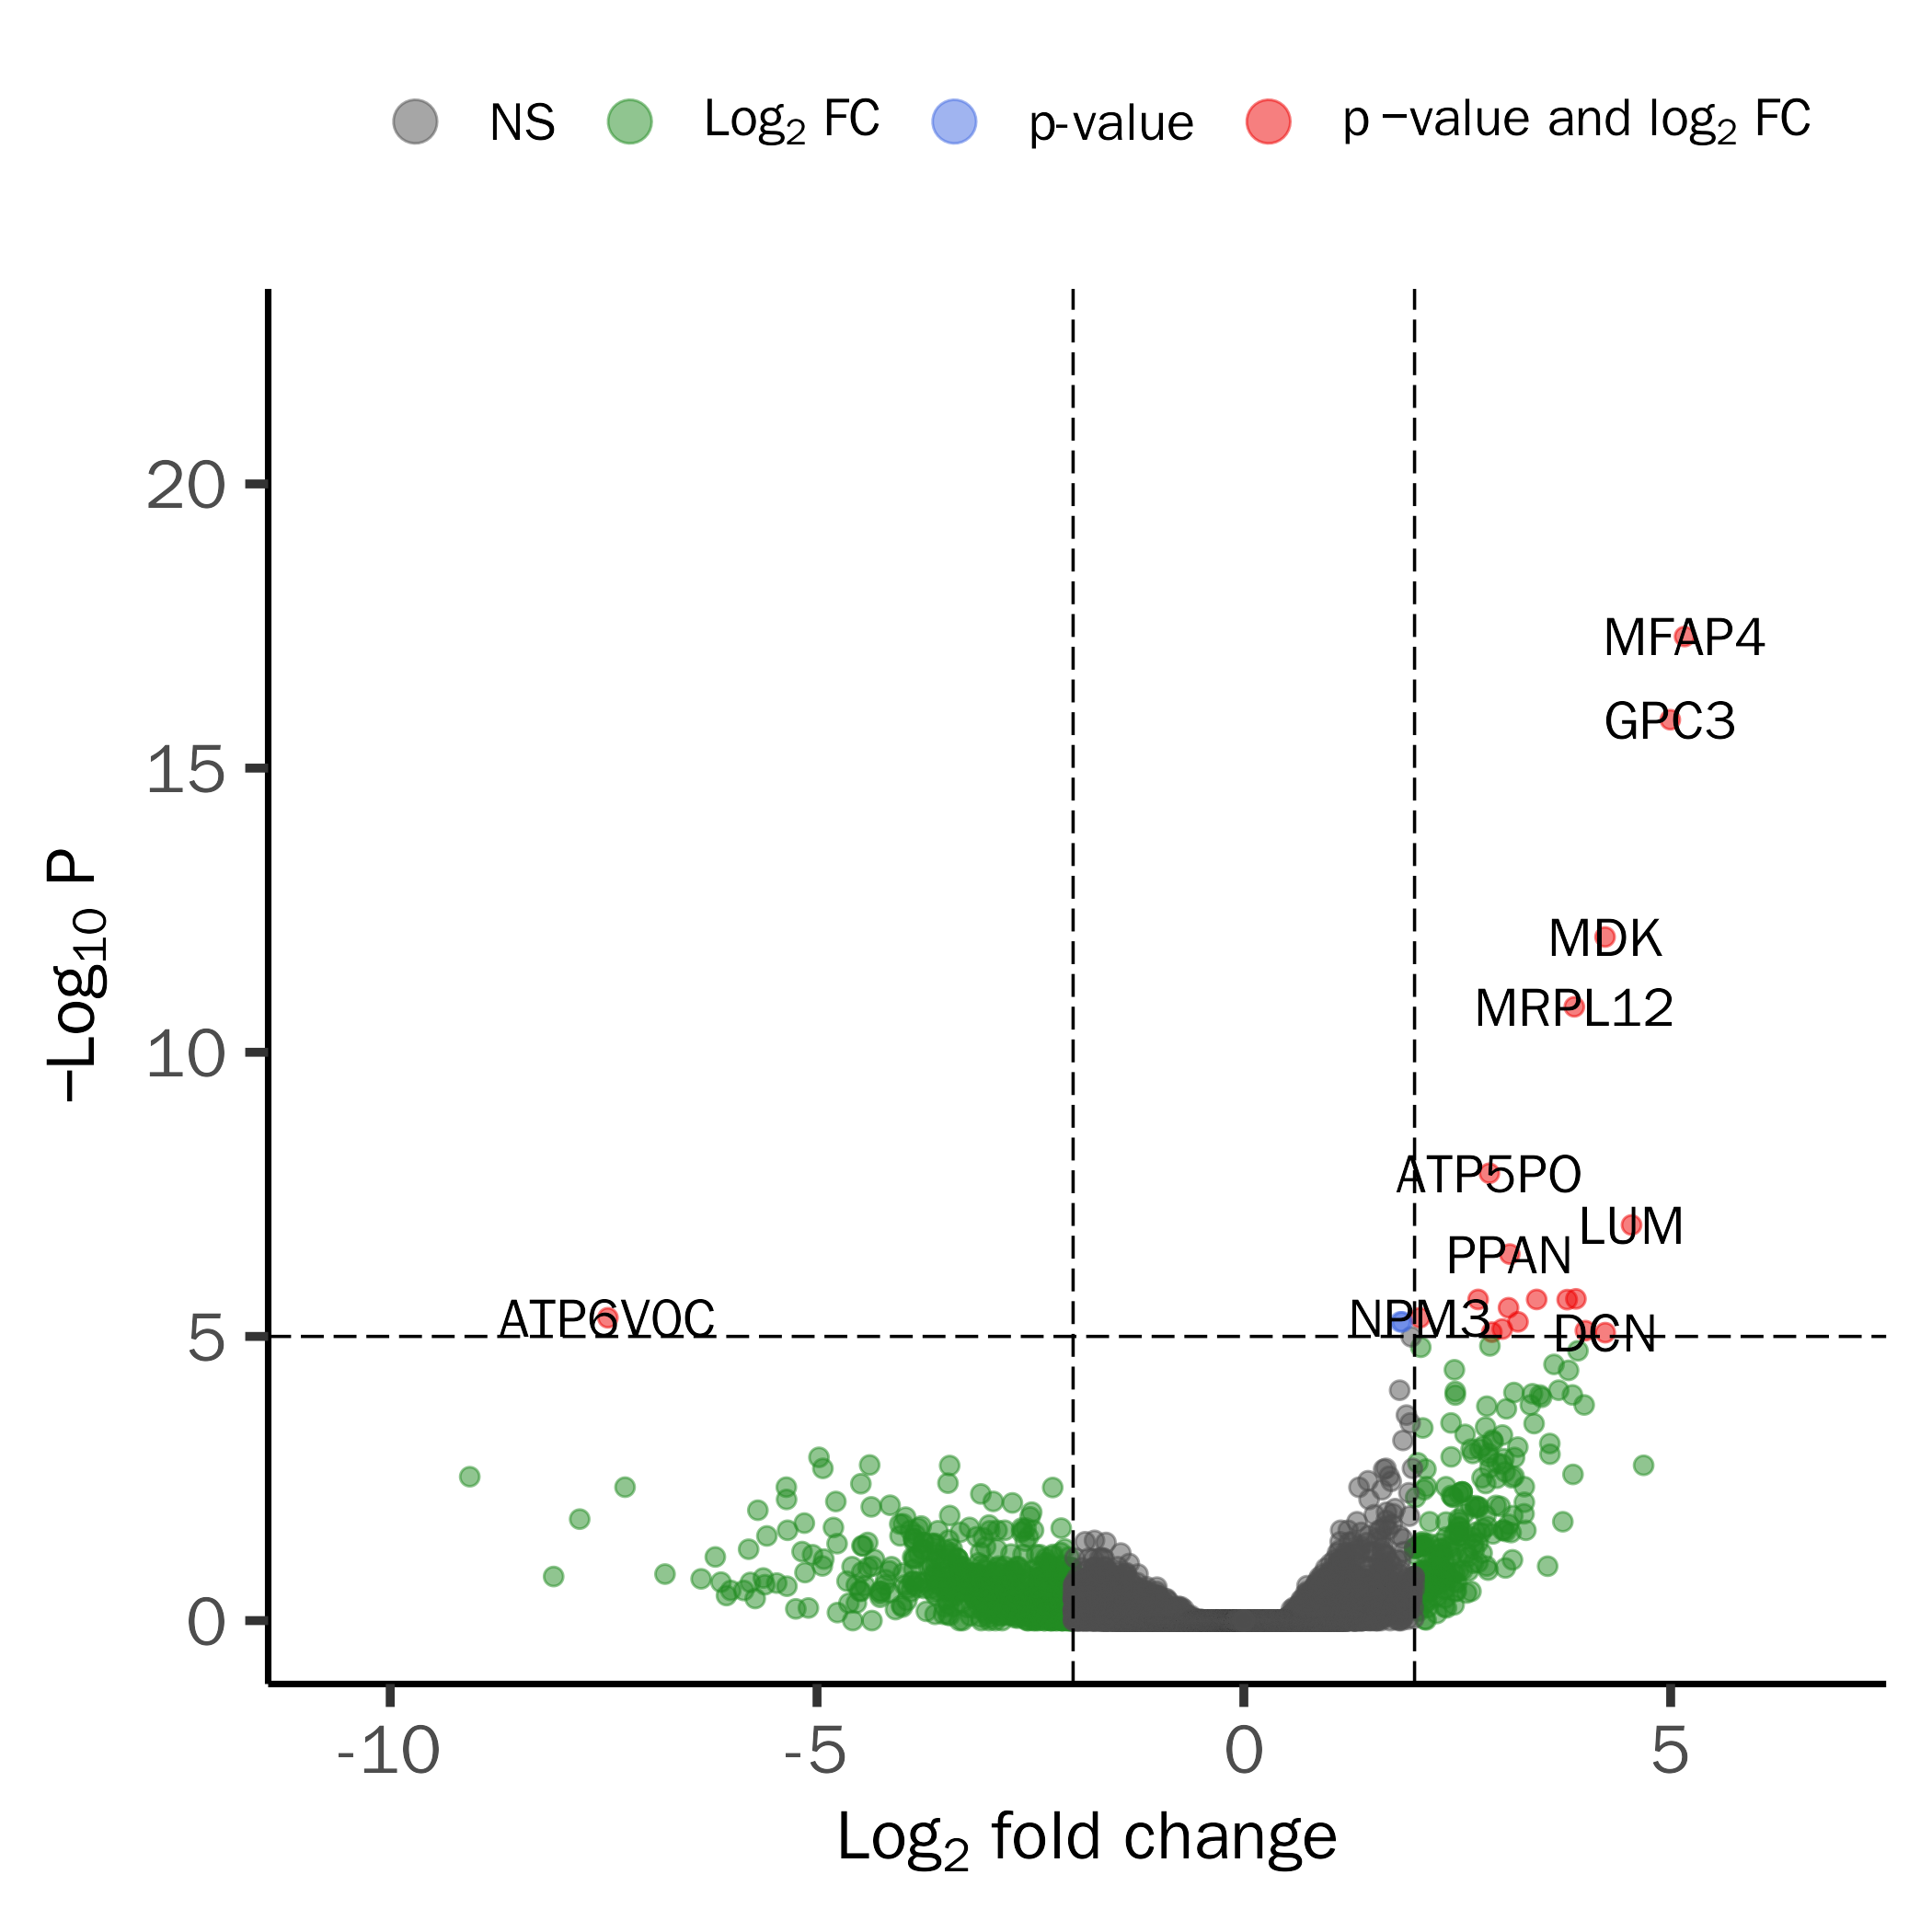 NS Log2 FC p-value p −value and log2 FC
−Log10 P
20
15
10
5
0
MFAP4
GPC3
MDK
MRPL12
ATP5PO
LUM
PPAN
ATP6V0C
NPM3
DCN
-10 -5 0 5
Log2 fold change